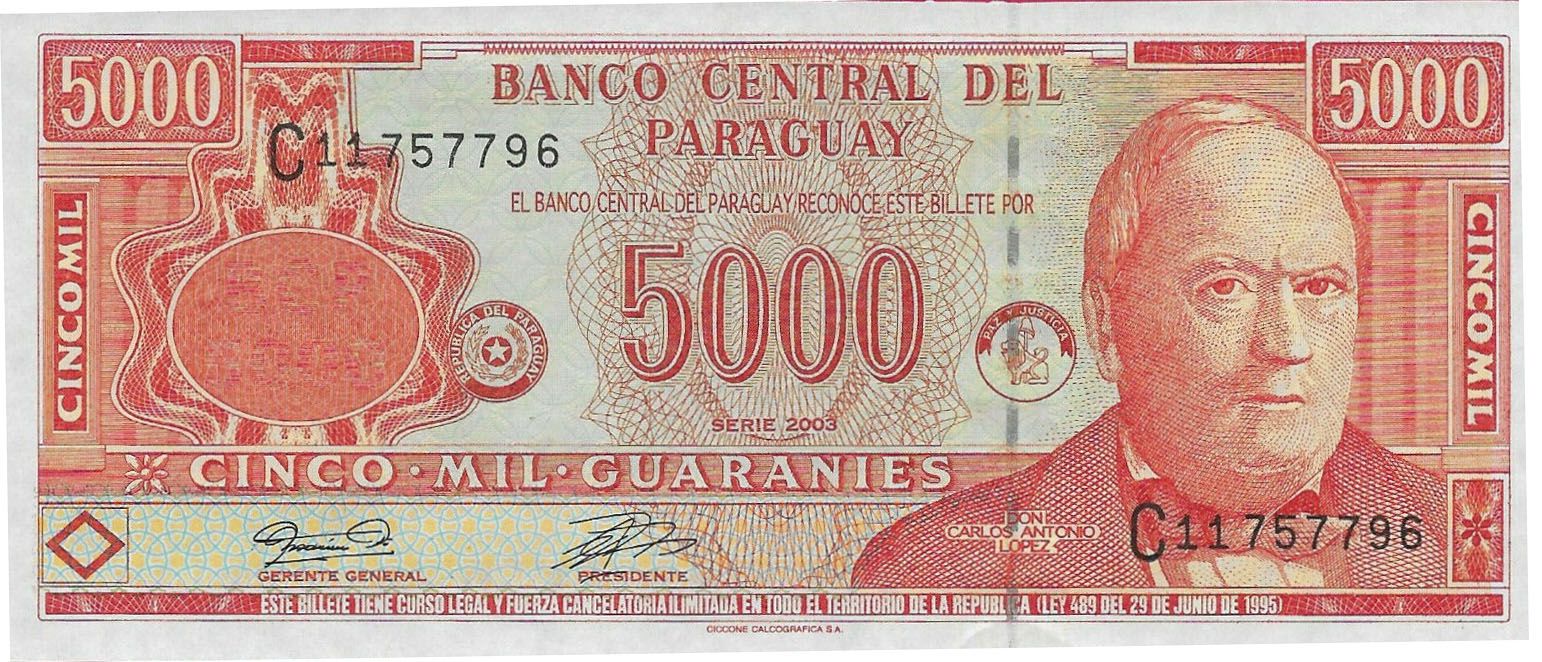 5000
BANCO CENTRAL DEL
PARAGUAY
5000
C11757796
EL BANCO CENTRAL DEL PARAGUAY RECONOCE ESTE BILLETE POR
CINCO MIL
5000
CINCO MIL
REPUBLICA DEL PARAGUAY
PAZ Y JUSTICIA
SERIE 2003
CINCO · MIL · GUARANIES
DON
CARLOS ANTONIO
LOPEZ
C11757796
GERENTE GENERAL
PRESIDENTE
ESTE BILLETE TIENE CURSO LEGAL Y FUERZA CANCELATORIA ILIMITADA EN TODO EL TERRITORIO DE LA REPUBLICA (LEY 489 DEL 29 DE JUNIO DE 1995)
CICCONE CALCOGRAFICA S.A.